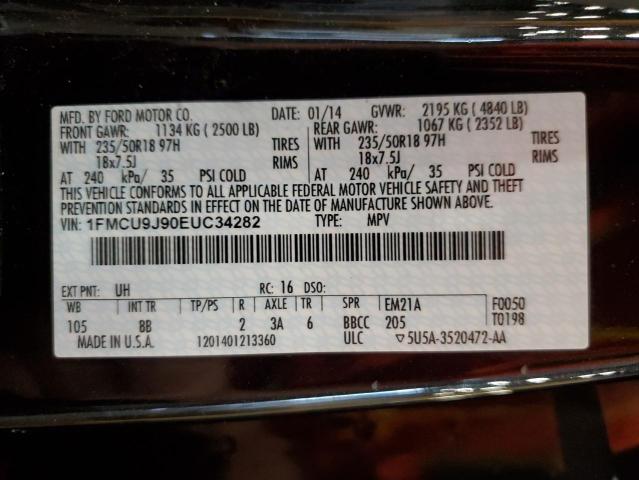 MFD. BY FORD MOTOR CO. DATE: 01/14 GVWR: 2195 KG ( 4840 LB)
FRONT GAWR: 1134 KG ( 2500 LB) REAR GAWR: 1067 KG ( 2352 LB)
WITH 235/50R18 97H TIRES WITH 235/50R18 97H TIRES
18x7.5J RIMS 18x7.5J RIMS
AT 240 kPa/ 35 PSI COLD AT 240 kPa/ 35 PSI COLD
THIS VEHICLE CONFORMS TO ALL APPLICABLE FEDERAL MOTOR VEHICLE SAFETY AND THEFT
PREVENTION STANDARDS IN EFFECT ON THE DATE OF MANUFACTURE SHOWN ABOVE.
VIN: 1FMCU9J90EUC34282 TYPE: MPV
EXT PNT: UH RC: 16 DSO:
WB INT TR TP/PS R AXLE TR SPR EM21A F0050
105 BB 2 3A 6 BBCC 205 T0198
MADE IN U.S.A. 1201401213360 ULC ▽5U5A-3520472-AA